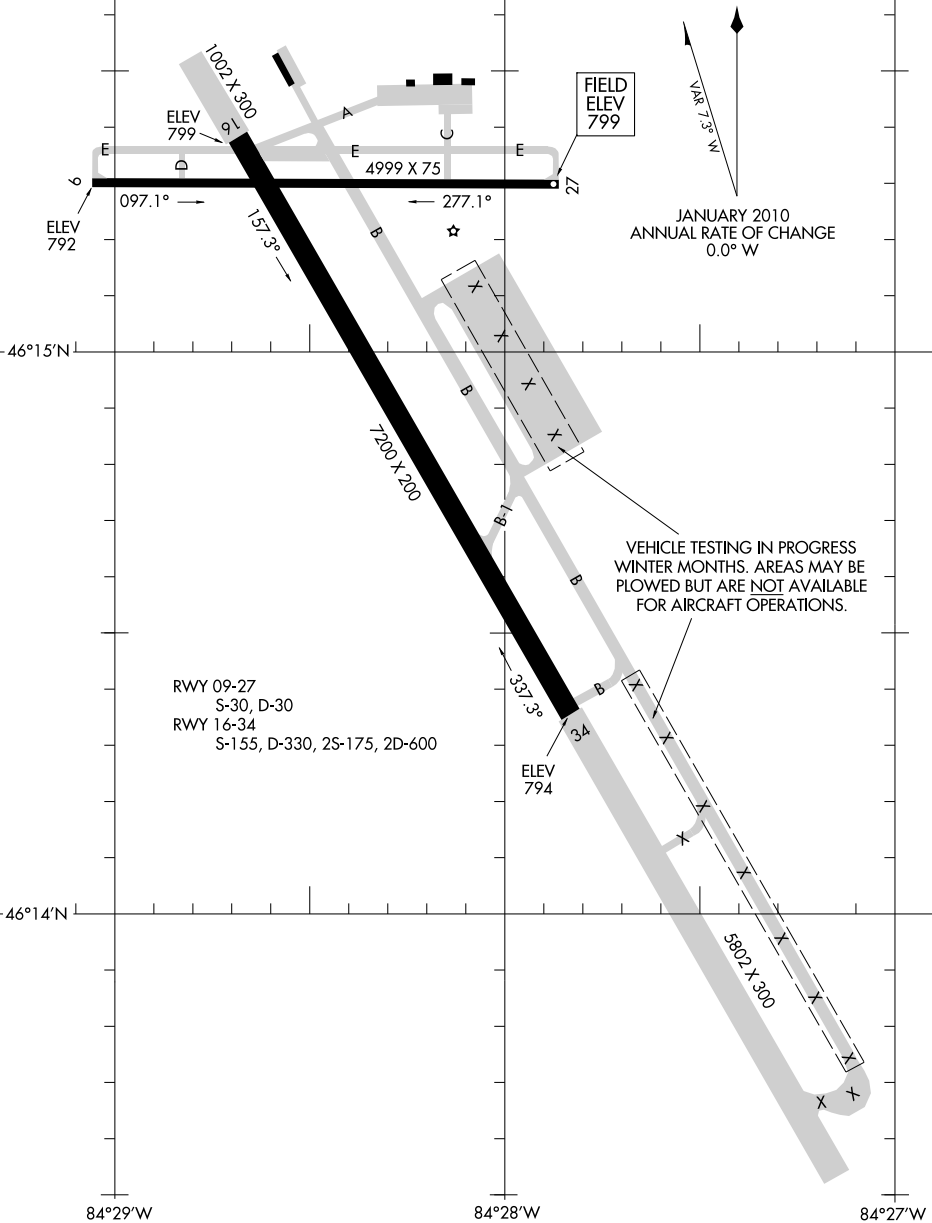 1002 X 300
FIELD
ELEV
799
VAR 7.3° W
A
ELEV
799
16
C
E
E
E
D
4999 X 75
9
27
097.1°
277.1°
JANUARY 2010
ANNUAL RATE OF CHANGE
0.0° W
ELEV
792
157.3°
B
X
X
46°15'N
X
B
X
7200 X 200
B-1
VEHICLE TESTING IN PROGRESS
WINTER MONTHS. AREAS MAY BE
PLOWED BUT ARE NOT AVAILABLE
FOR AIRCRAFT OPERATIONS.
B
RWY 09-27
S-30, D-30
RWY 16-34
S-155, D-330, 2S-175, 2D-600
337.3°
B
X
34
X
ELEV
794
X
X
X
46°14'N
X
5802 X 300
X
X
X
X
84°29'W
84°28'W
84°27'W